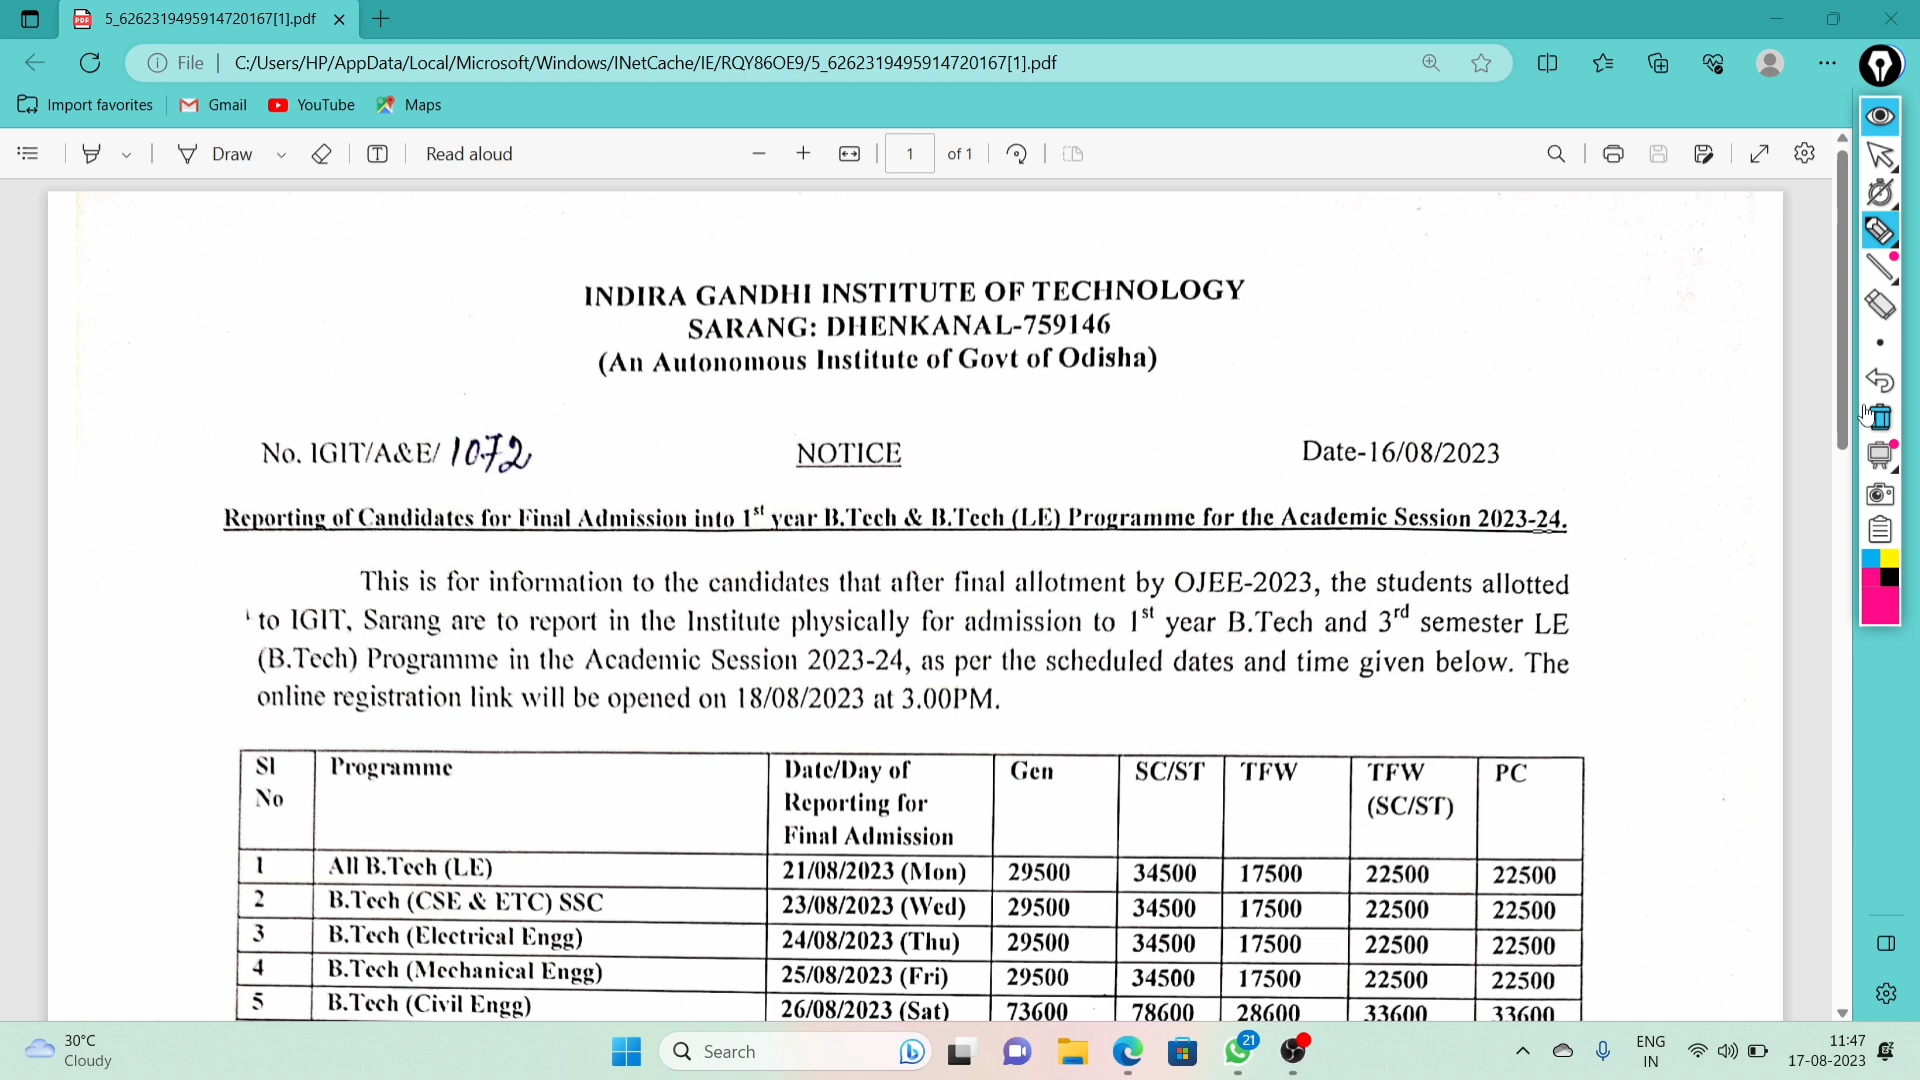 5_6262319495914720167[1].pdf
File | C:/Users/HP/AppData/Local/Microsoft/Windows/INetCache/IE/RQY86OE9/5_6262319495914720167[1].pdf
Import favorites Gmail YouTube Maps
Draw Read aloud 1 of 1
INDIRA GANDHI INSTITUTE OF TECHNOLOGY
SARANG: DHENKANAL-759146
(An Autonomous Institute of Govt of Odisha)
No. IGIT/A&E/ 1072 NOTICE Date-16/08/2023
Reporting of Candidates for Final Admission into 1st year B.Tech & B.Tech (LE) Programme for the Academic Session 2023-24.
This is for information to the candidates that after final allotment by OJEE-2023, the students allotted
to IGIT, Sarang are to report in the Institute physically for admission to 1st year B.Tech and 3rd semester LE
(B.Tech) Programme in the Academic Session 2023-24, as per the scheduled dates and time given below. The
online registration link will be opened on 18/08/2023 at 3.00PM.
Sl No Programme Date/Day of Reporting for Final Admission Gen SC/ST TFW TFW (SC/ST) PC
1 All B.Tech (LE) 21/08/2023 (Mon) 29500 34500 17500 22500 22500
2 B.Tech (CSE & ETC) SSC 23/08/2023 (Wed) 29500 34500 17500 22500 22500
3 B.Tech (Electrical Engg) 24/08/2023 (Thu) 29500 34500 17500 22500 22500
4 B.Tech (Mechanical Engg) 25/08/2023 (Fri) 29500 34500 17500 22500 22500
5 B.Tech (Civil Engg) 26/08/2023 (Sat) 73600 78600 28600 33600 33600
30°C
Cloudy
Search
21
ENG
IN
11:47
17-08-2023